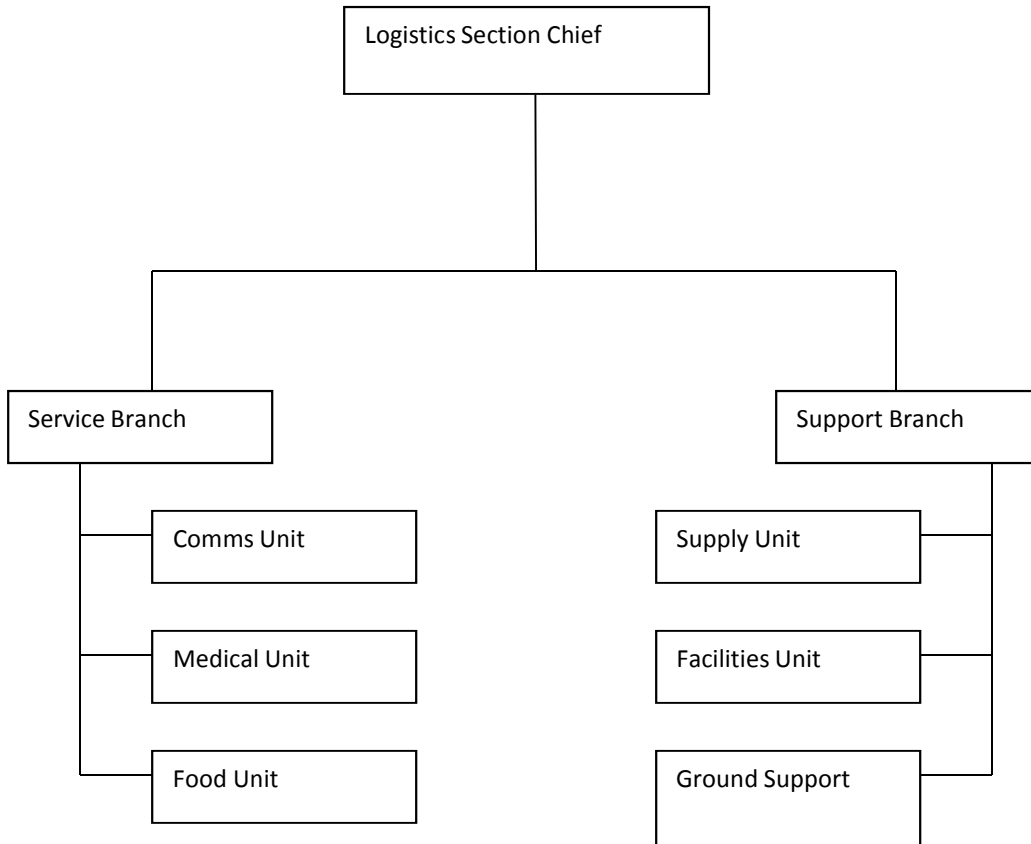 Logistics Section Chief
Service Branch
Support Branch
Comms Unit
Supply Unit
Medical Unit
Facilities Unit
Food Unit
Ground Support